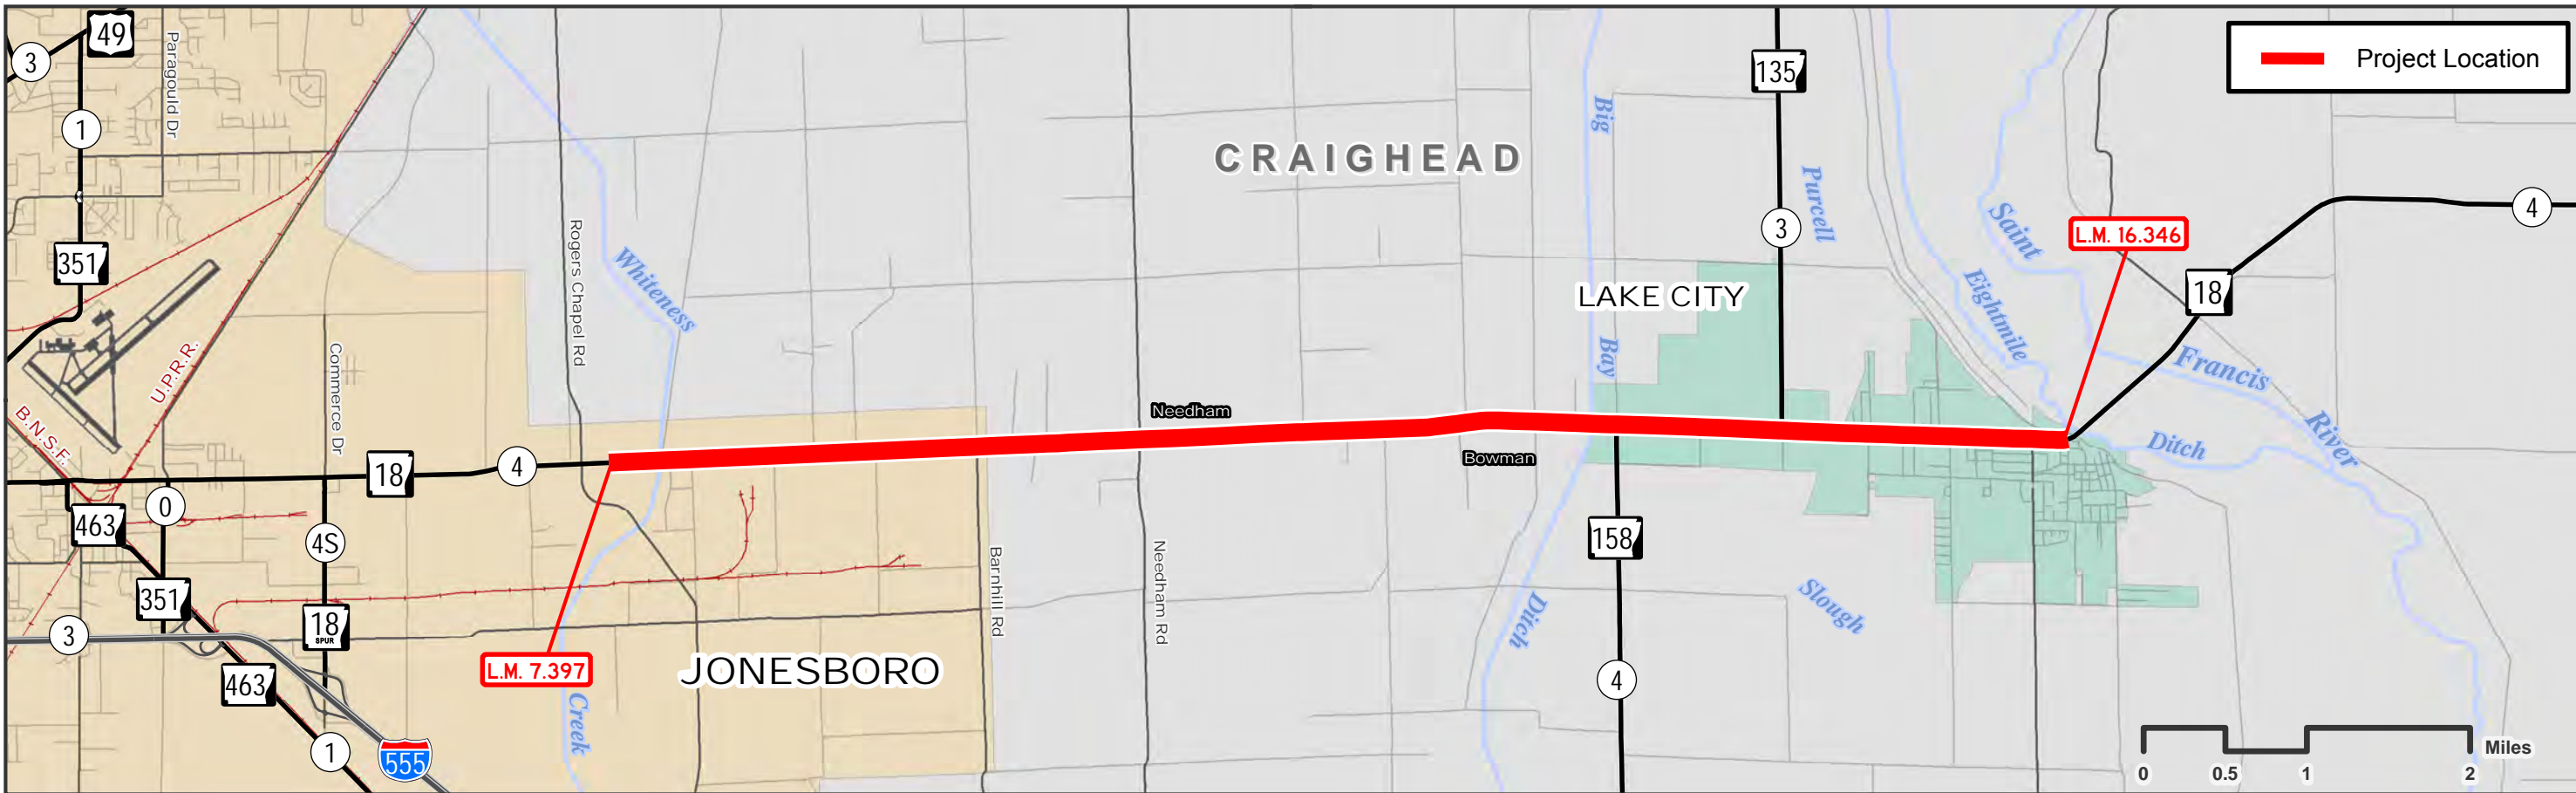 49
3
Paragould Dr
1
351
B.N.S.F.
U.P.R.R.
Commerce Dr
Rogers Chapel Rd
Whiteness
CRAIGHEAD
Big
135
Purcell
3
Saint
L.M. 16.346
Project Location
4
18
LAKE CITY
Eightmile
Bay
Francis
River
Needham
Bowman
18
4
Ditch
463
0
4S
351
18
SPUR
3
463
1
555
L.M. 7.397
Creek
JONESBORO
Barnhill Rd
Needham Rd
Ditch
158
4
Slough
Miles
0
0.5
1
2